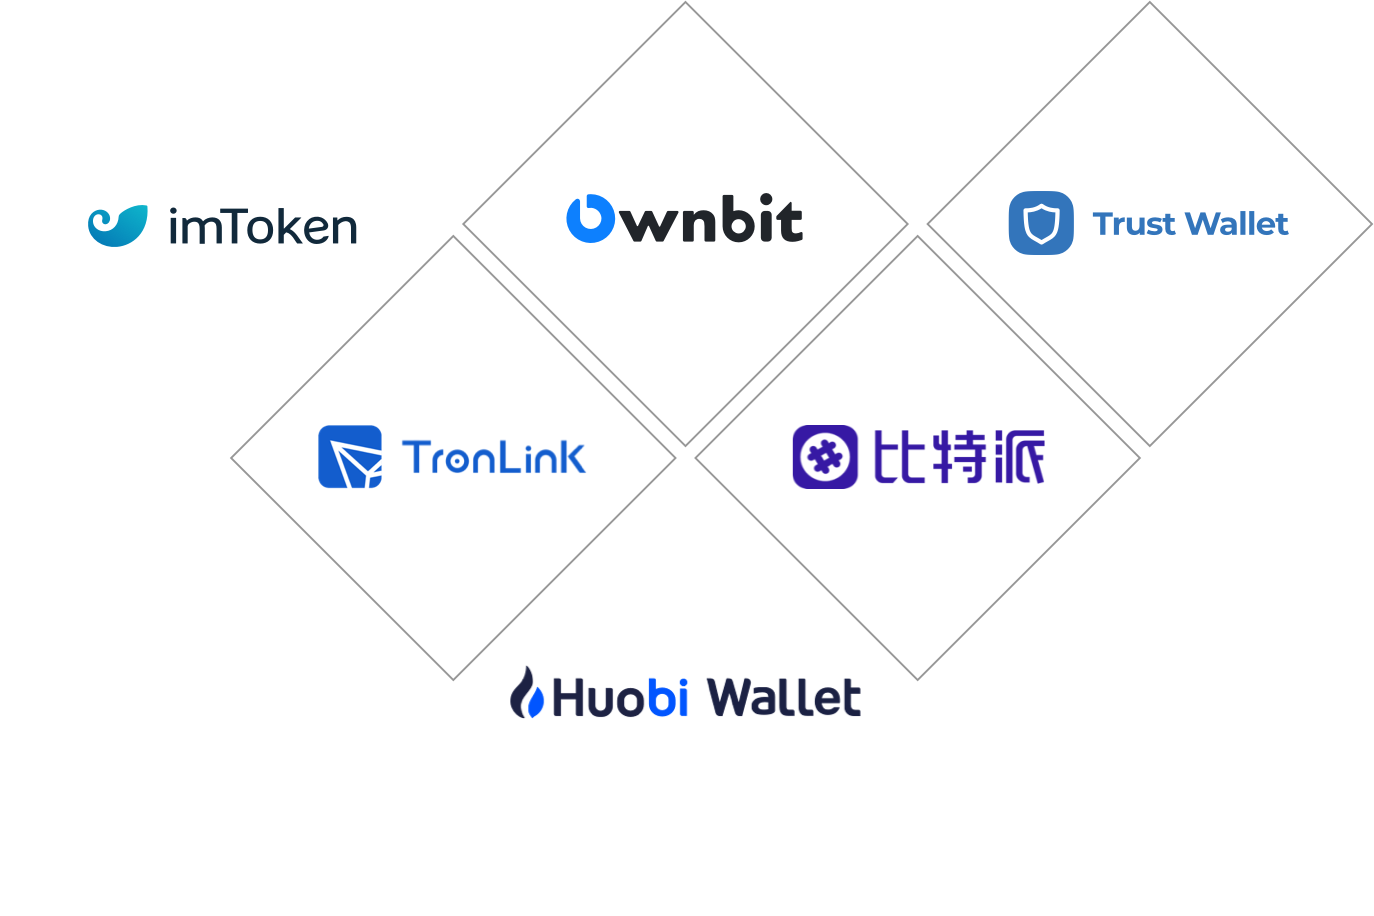 imToken
Ownbit
Trust Wallet
TronLink
比特派
Huobi Wallet